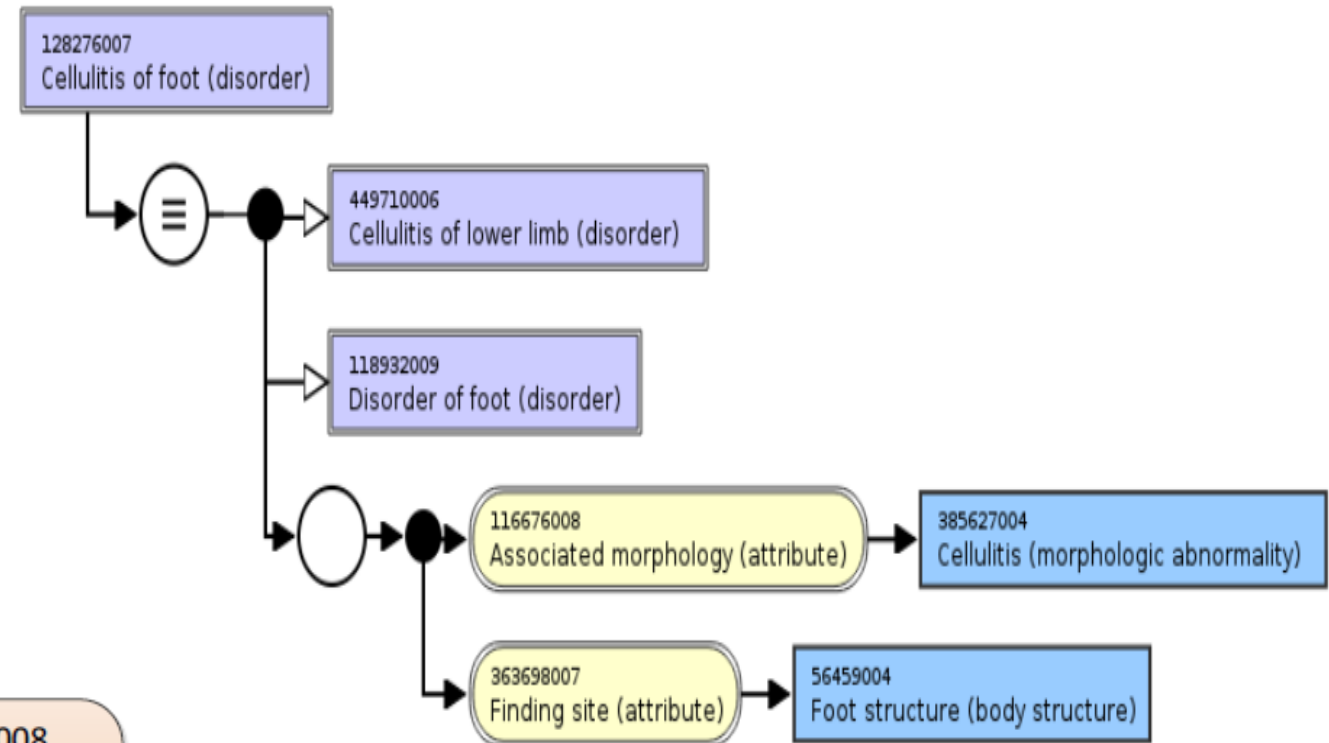 128276007
Cellulitis of foot (disorder)
449710006
Cellulitis of lower limb (disorder)
118932009
Disorder of foot (disorder)
116676008
Associated morphology (attribute)
385627004
Cellulitis (morphologic abnormality)
363698007
Finding site (attribute)
56459004
Foot structure (body structure)
008